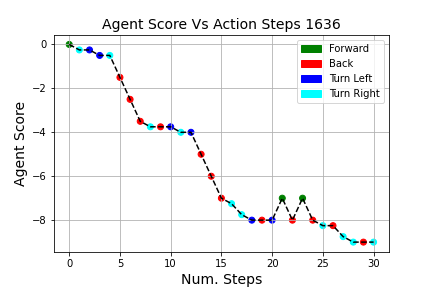 Agent Score Vs Action Steps 1636
Forward
Back
Turn Left
Turn Right
0
−2
−4
−6
−8
Agent Score
0 5 10 15 20 25 30
Num. Steps